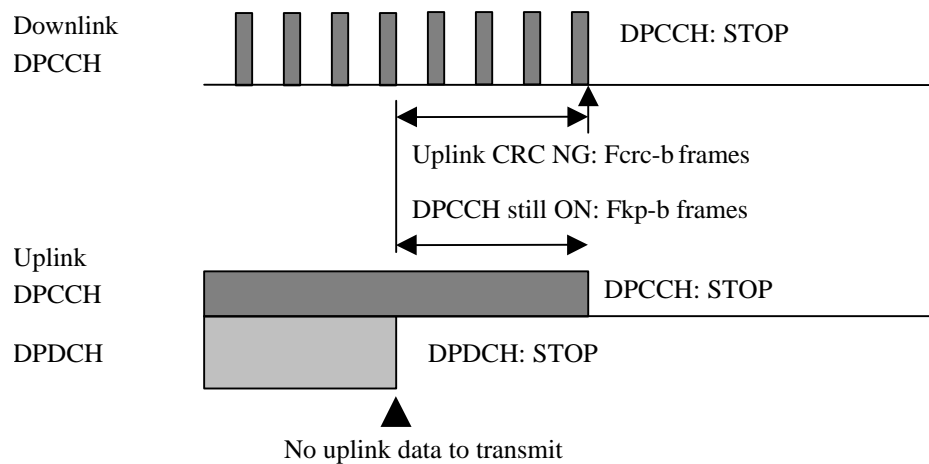 Downlink
DPCCH
DPCCH: STOP
Uplink CRC NG: Fcrc-b frames
DPCCH still ON: Fkp-b frames
Uplink
DPCCH
DPCCH: STOP
DPDCH
DPDCH: STOP
No uplink data to transmit